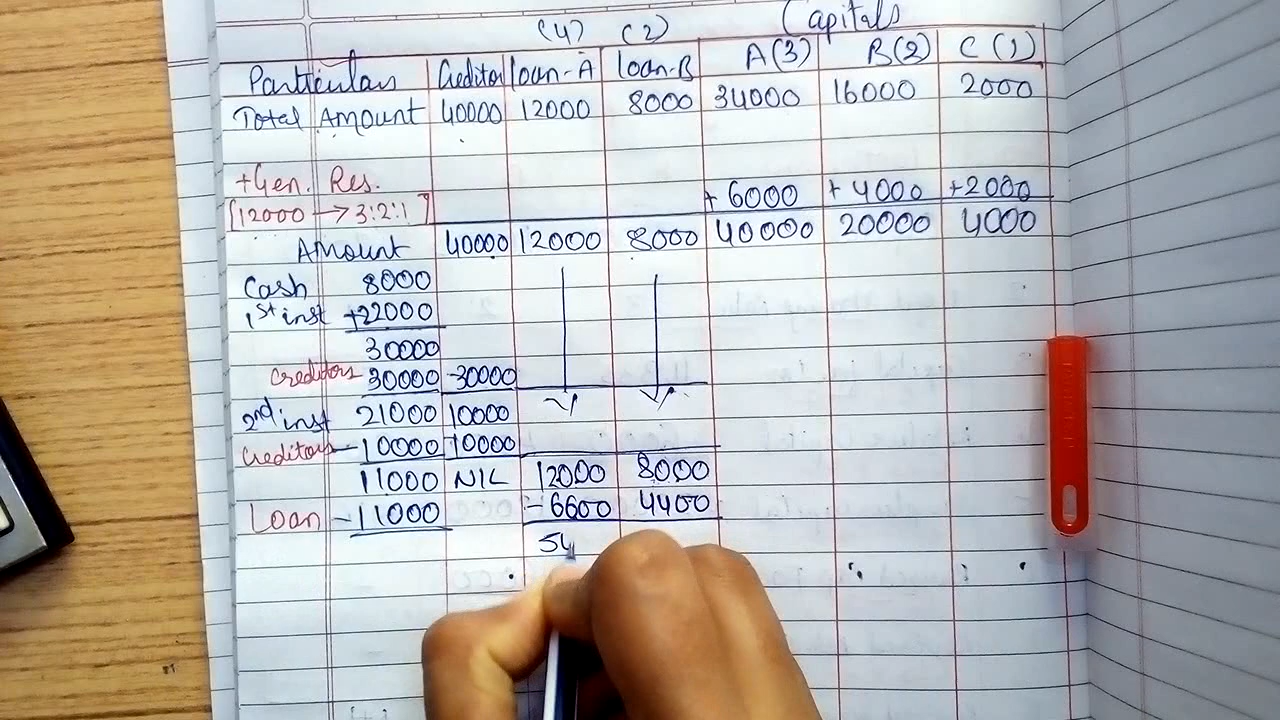 (4) (2) Capitals
Particulars Creditor loan-A loan-B A(3) B(2) C(1)
Total Amount 40000 12000 8000 34000 16000 2000
+Gen. Res.
[12000 → 3:2:1] +6000 +4000 +2000
Amount 40000 12000 8000 40000 20000 4000
Cash 8000
1st inst +22000
30000
Creditors 30000 -30000
2nd inst 21000 10000
Creditors -10000 10000
11000 NIL 12000 8000
Loan -11000 -6600 4400
54